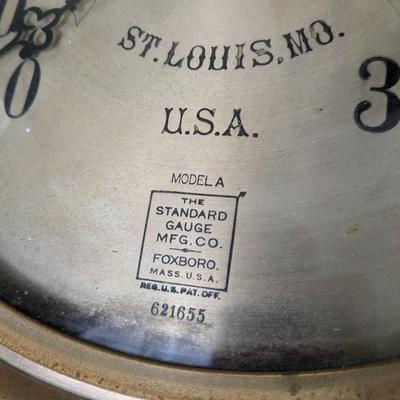 ST. LOUIS, MO.
0
3
U.S.A.
MODEL A
THE
STANDARD
GAUGE
MFG. CO.
FOXBORO.
MASS. U.S.A.
REG. U.S. PAT. OFF.
621655